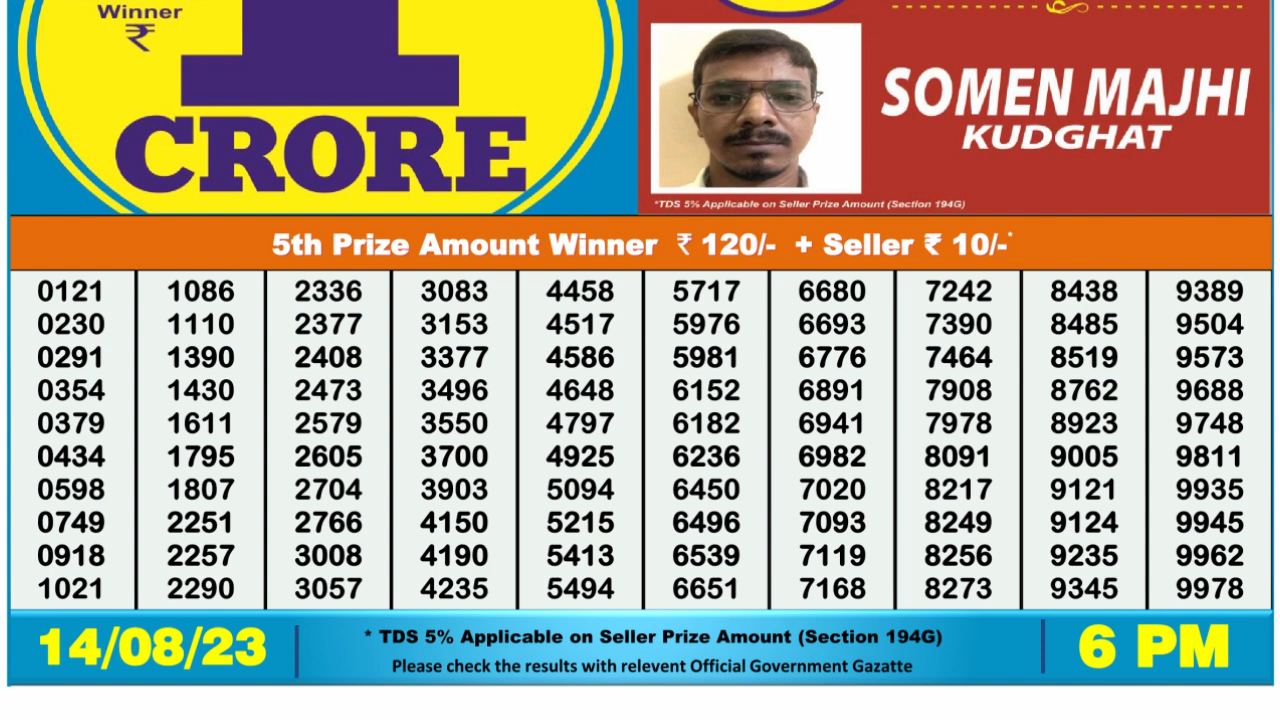 Winner
₹
1
CRORE
SOMEN MAJHI
KUDGHAT
*TDS 5% Applicable on Seller Prize Amount (Section 194G)
5th Prize Amount Winner ₹ 120/- + Seller ₹ 10/-*
0121 1086 2336 3083 4458 5717 6680 7242 8438 9389
0230 1110 2377 3153 4517 5976 6693 7390 8485 9504
0291 1390 2408 3377 4586 5981 6776 7464 8519 9573
0354 1430 2473 3496 4648 6152 6891 7908 8762 9688
0379 1611 2579 3550 4797 6182 6941 7978 8923 9748
0434 1795 2605 3700 4925 6236 6982 8091 9005 9811
0598 1807 2704 3903 5094 6450 7020 8217 9121 9935
0749 2251 2766 4150 5215 6496 7093 8249 9124 9945
0918 2257 3008 4190 5413 6539 7119 8256 9235 9962
1021 2290 3057 4235 5494 6651 7168 8273 9345 9978
14/08/23
* TDS 5% Applicable on Seller Prize Amount (Section 194G)
Please check the results with relevent Official Government Gazatte
6 PM